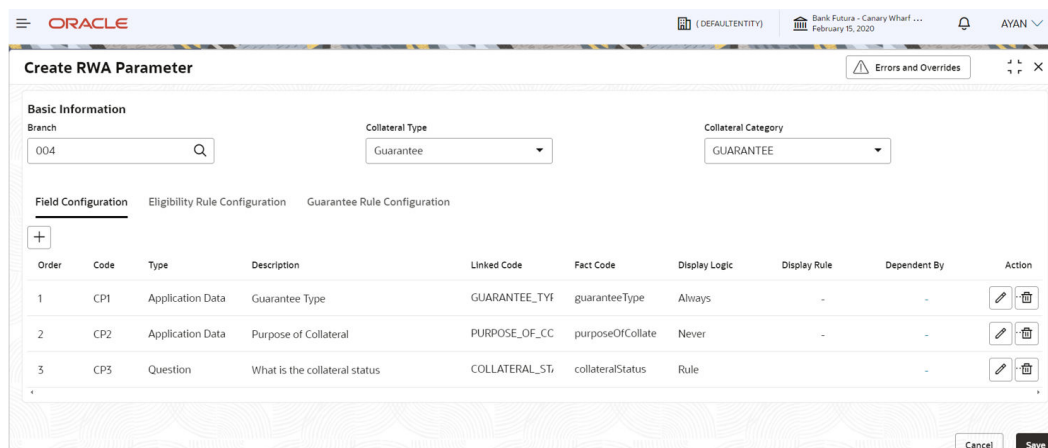 ORACLE
( DEFAULTENTITY)
Bank Futura - Canary Wharf ...
February 15, 2020
AYAN
Create RWA Parameter
Errors and Overrides
Basic Information
Branch Collateral Type Collateral Category
004 Guarantee GUARANTEE
Field Configuration Eligibility Rule Configuration Guarantee Rule Configuration
Order Code Type Description Linked Code Fact Code Display Logic Display Rule Dependent By Action
1 CP1 Application Data Guarantee Type GUARANTEE_TYF guaranteeType Always - -
2 CP2 Application Data Purpose of Collateral PURPOSE_OF_CC purposeOfCollate Never - -
3 CP3 Question What is the collateral status COLLATERAL_ST collateralStatus Rule -
Cancel Save